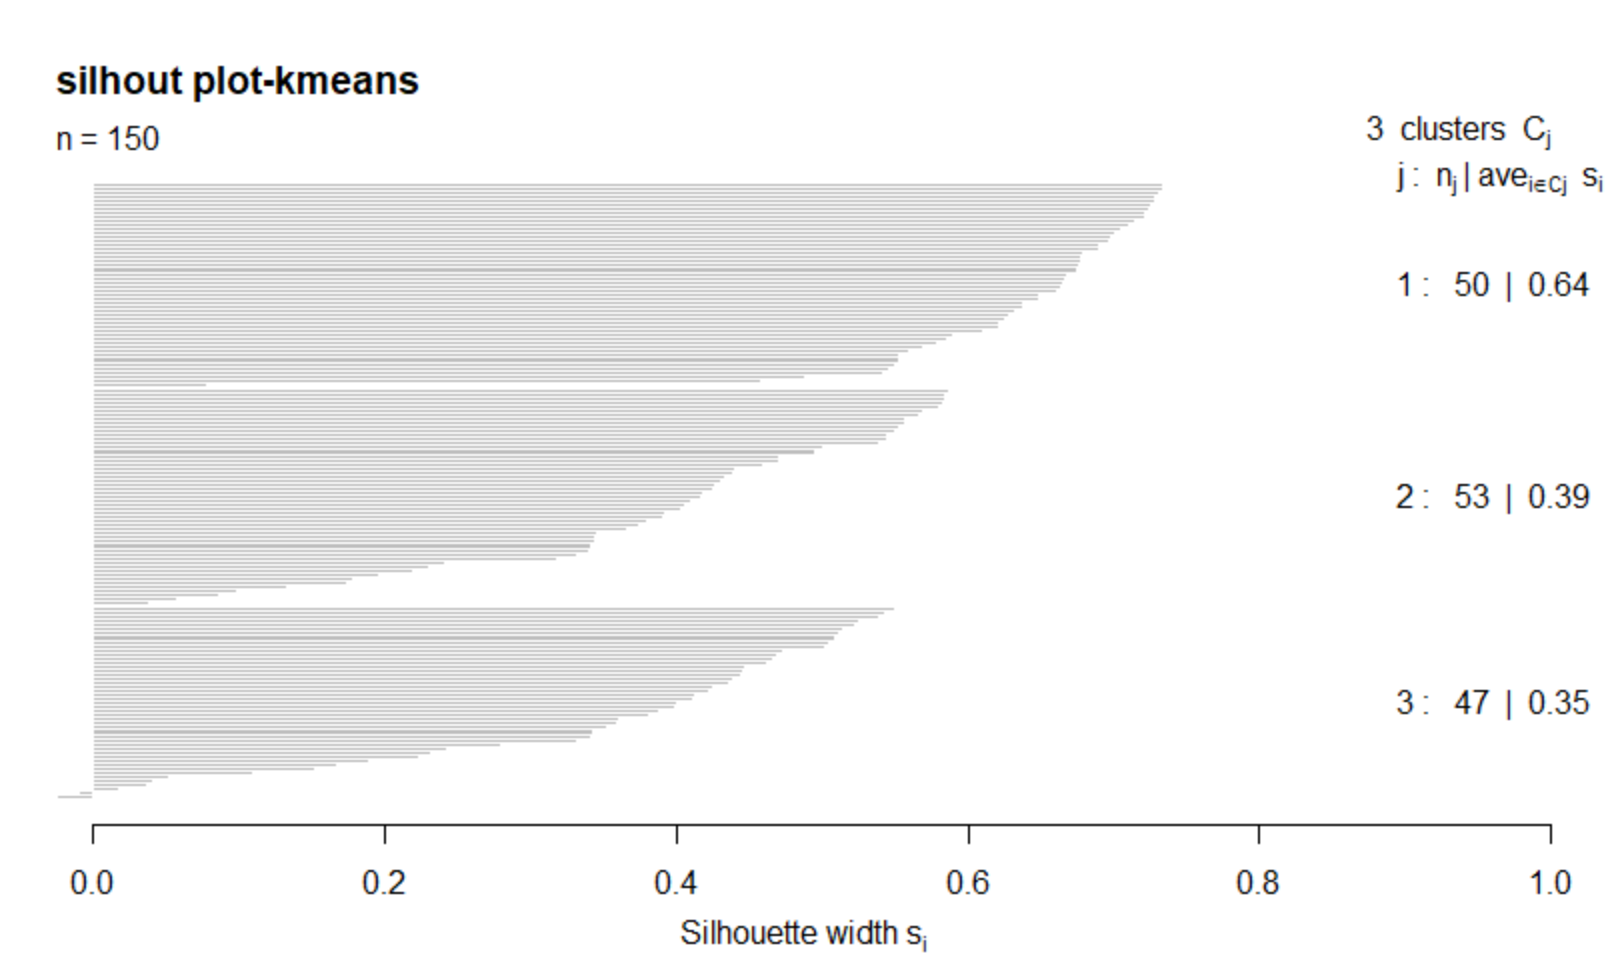 silhout plot-kmeans
n = 150
3 clusters Cj
j : nj | avei∈Cj si
1 : 50 | 0.64
2 : 53 | 0.39
3 : 47 | 0.35
0.0 0.2 0.4 0.6 0.8 1.0
Silhouette width si